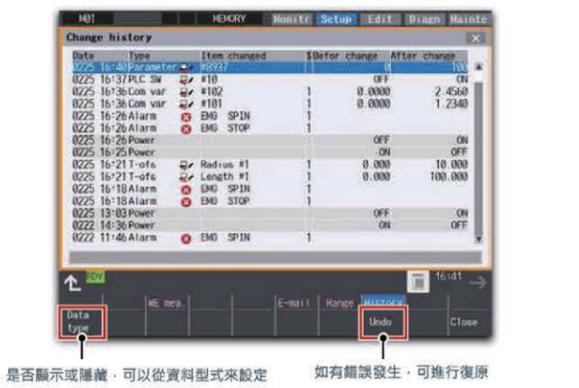 M01 MEMORY Monitr Setup Edit Diagn Mainte
Change history
Date Type Item changed $ Befor change After change
0225 16:40 Parameter #8937 0 100
0225 16:37 PLC SW #10 OFF ON
0225 16:36 Com var #102 1 0.0000 2.4560
0225 16:36 Com var #101 1 0.0000 1.2340
0225 16:26 Alarm EMG SPIN 1
0225 16:26 Alarm EMG STOP 1
0225 16:26 Power OFF ON
0225 16:25 Power ON OFF
0225 16:21 T-ofs Radius #1 1 0.000 10.000
0225 16:21 T-ofs Length #1 1 0.000 100.000
0225 16:18 Alarm EMG SPIN 1
0225 16:18 Alarm EMG STOP 1
0225 13:03 Power OFF ON
0222 14:36 Power ON OFF
0222 11:46 Alarm EMG SPIN 1
RDY 16:41
WE mea. E-mail Range History
Data type Undo Close
是否顯示或隱藏，可以從資料型式來設定
如有錯誤發生，可進行復原